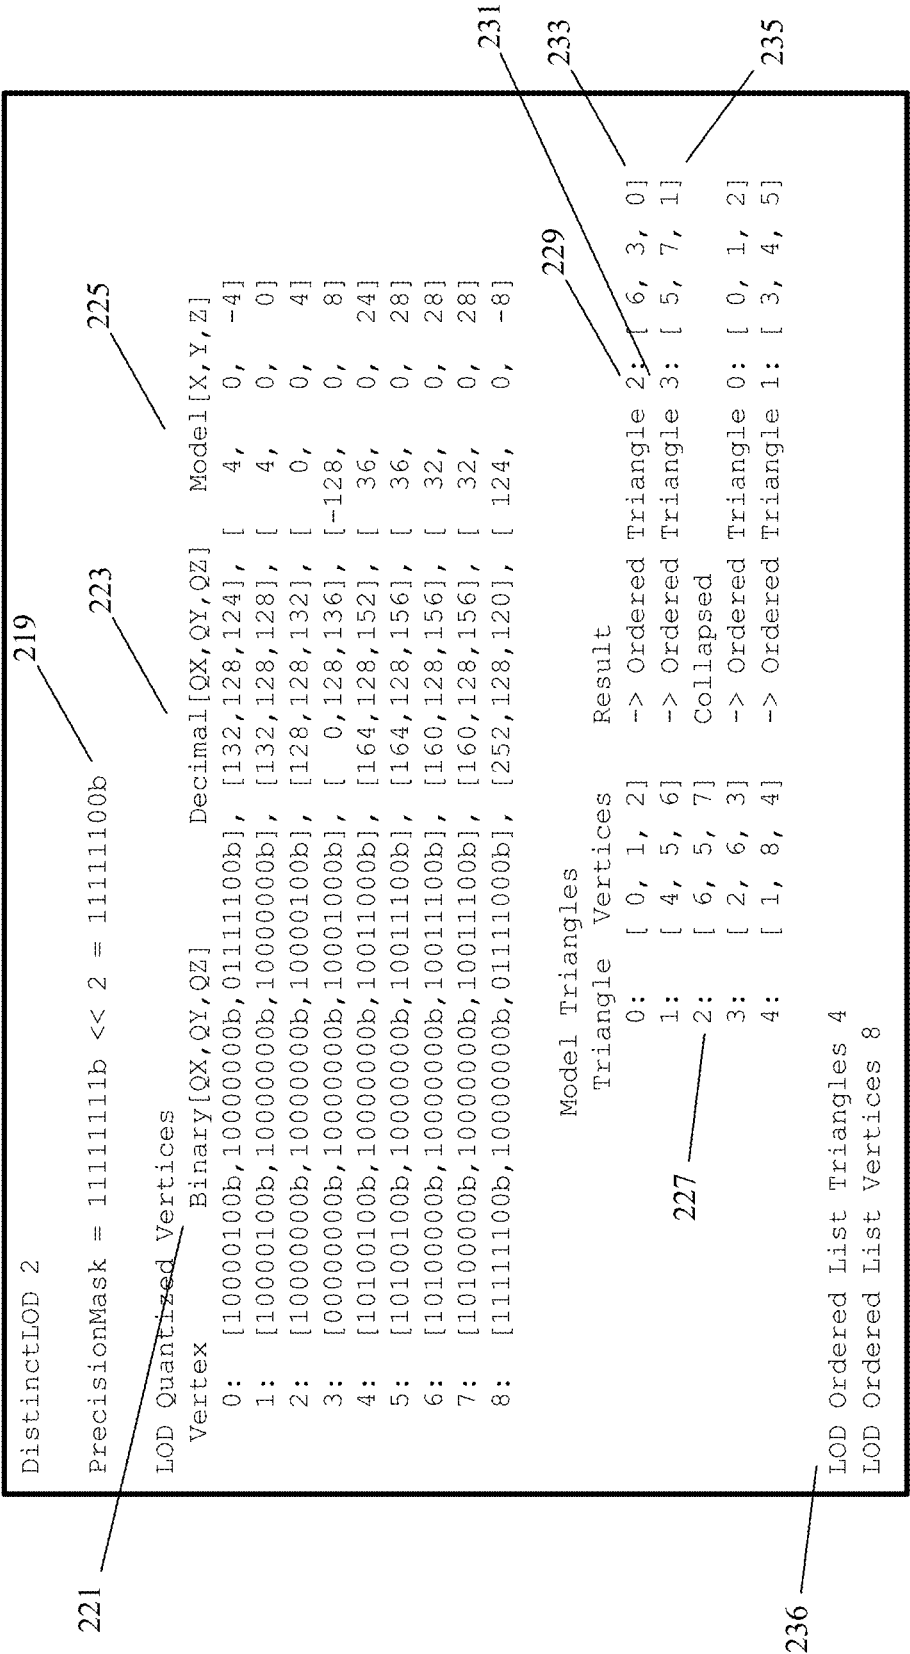 DistinctLOD 2
219
PrecisionMask = 11111111b << 2 = 11111100b
LOD Quantized Vertices
221
223
225
Vertex Binary[QX,QY,QZ] Decimal[QX,QY,QZ] Model[X,Y,Z]
0: [10000100b,10000000b,01111100b], [132,128,124], [ 4, 0, -4]
1: [10000100b,10000000b,10000000b], [132,128,128], [ 4, 0, 0]
2: [10000000b,10000000b,10000100b], [128,128,132], [ 0, 0, 4]
3: [00000000b,10000000b,10001000b], [ 0,128,136], [-128, 0, 8]
4: [10100100b,10000000b,10011000b], [164,128,152], [ 36, 0, 24]
5: [10100100b,10000000b,10011100b], [164,128,156], [ 36, 0, 28]
6: [10100000b,10000000b,10011100b], [160,128,156], [ 32, 0, 28]
7: [10100000b,10000000b,10011100b], [160,128,156], [ 32, 0, 28]
8: [11111100b,10000000b,01111000b], [252,128,120], [ 124, 0, -8]
229
231
233
235
Model Triangles
Triangle Vertices Result
0: [ 0, 1, 2] -> Ordered Triangle 2: [ 6, 3, 0]
1: [ 4, 5, 6] -> Ordered Triangle 3: [ 5, 7, 1]
2: [ 6, 5, 7] Collapsed
3: [ 2, 6, 3] -> Ordered Triangle 0: [ 0, 1, 2]
4: [ 1, 8, 4] -> Ordered Triangle 1: [ 3, 4, 5]
227
236
LOD Ordered List Triangles 4
LOD Ordered List Vertices 8